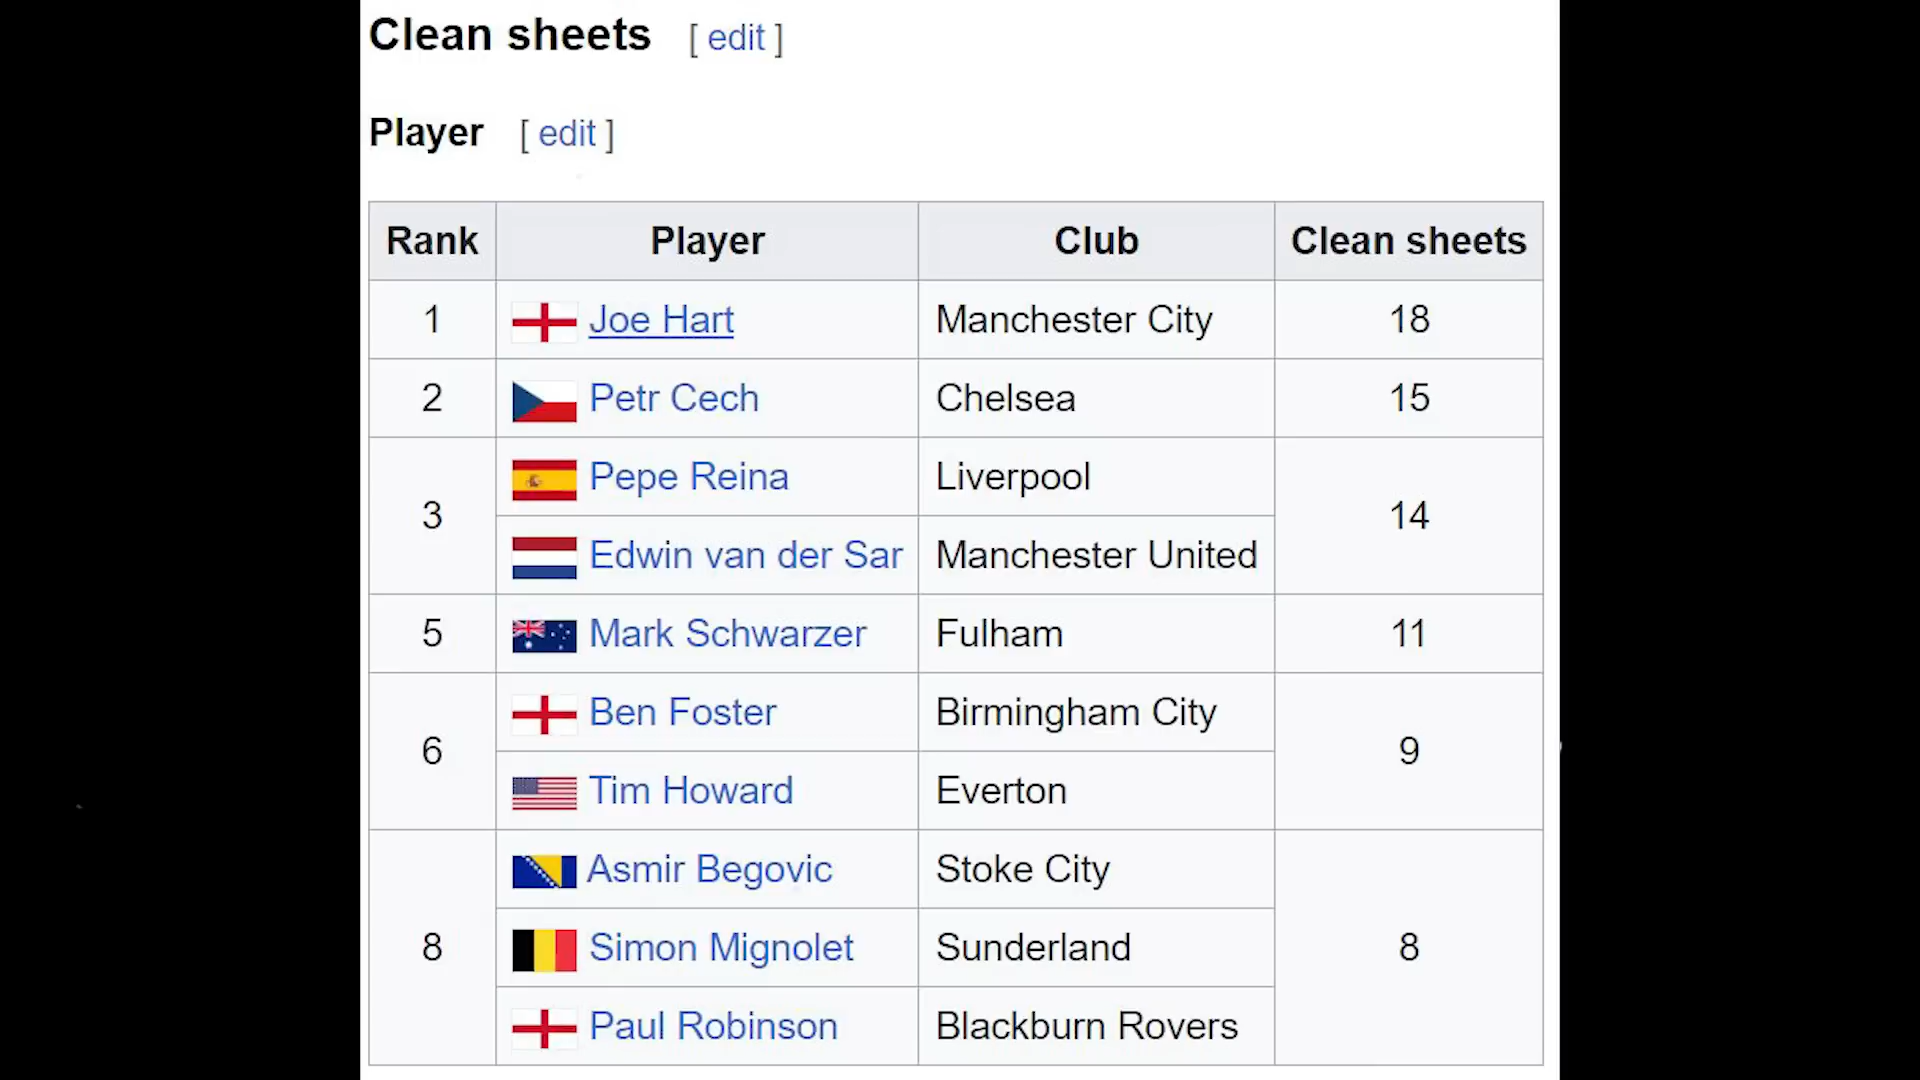 Clean sheets [ edit ]
Player [ edit ]
Rank Player Club Clean sheets
1 Joe Hart Manchester City 18
2 Petr Cech Chelsea 15
3 Pepe Reina Liverpool 14
Edwin van der Sar Manchester United
5 Mark Schwarzer Fulham 11
6 Ben Foster Birmingham City 9
Tim Howard Everton
8 Asmir Begovic Stoke City 8
Simon Mignolet Sunderland
Paul Robinson Blackburn Rovers